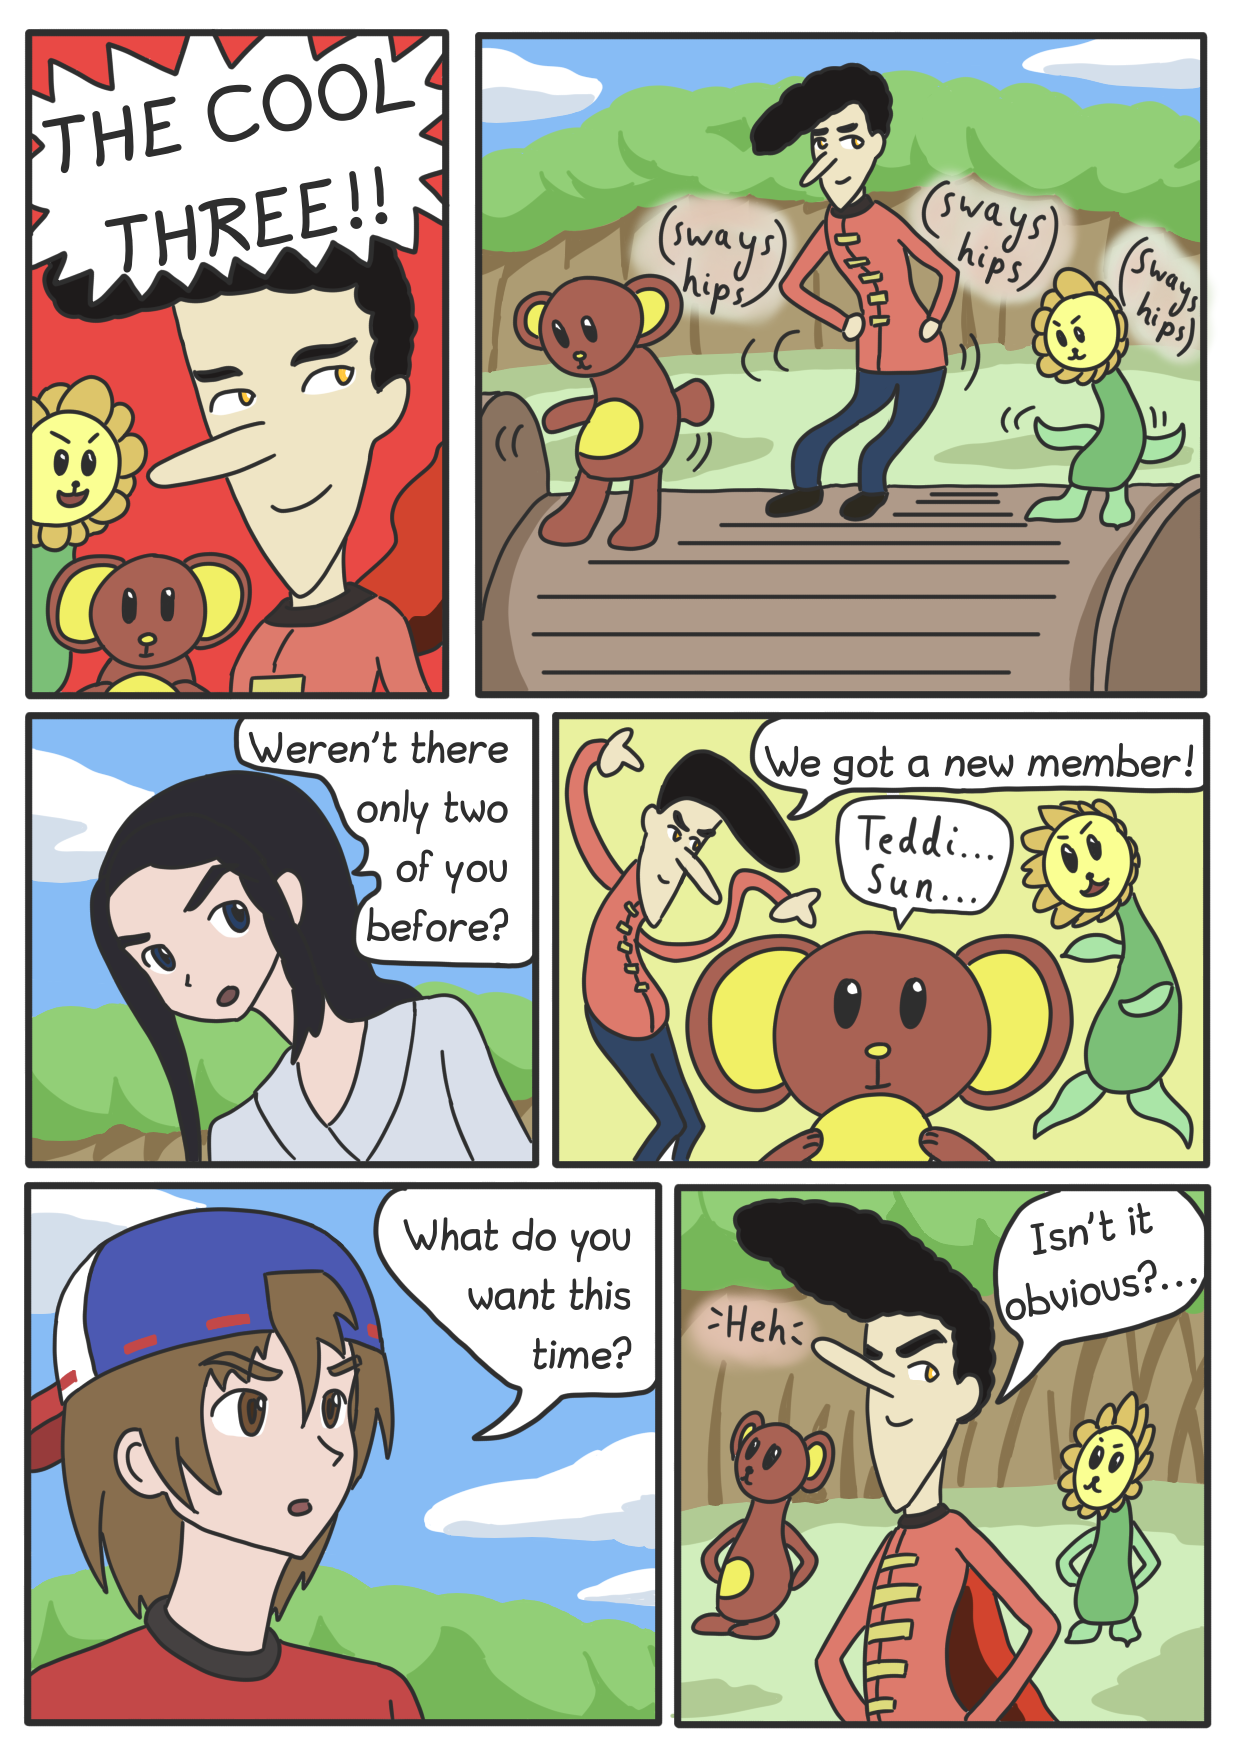 THE COOL
THREE!!
(sways
hips)
(sways
hips)
(sways
hips)
Weren't there
only two
of you
before?
We got a new member!
Teddi...
Sun...
What do you
want this
time?
Heh
Isn't it
obvious?...